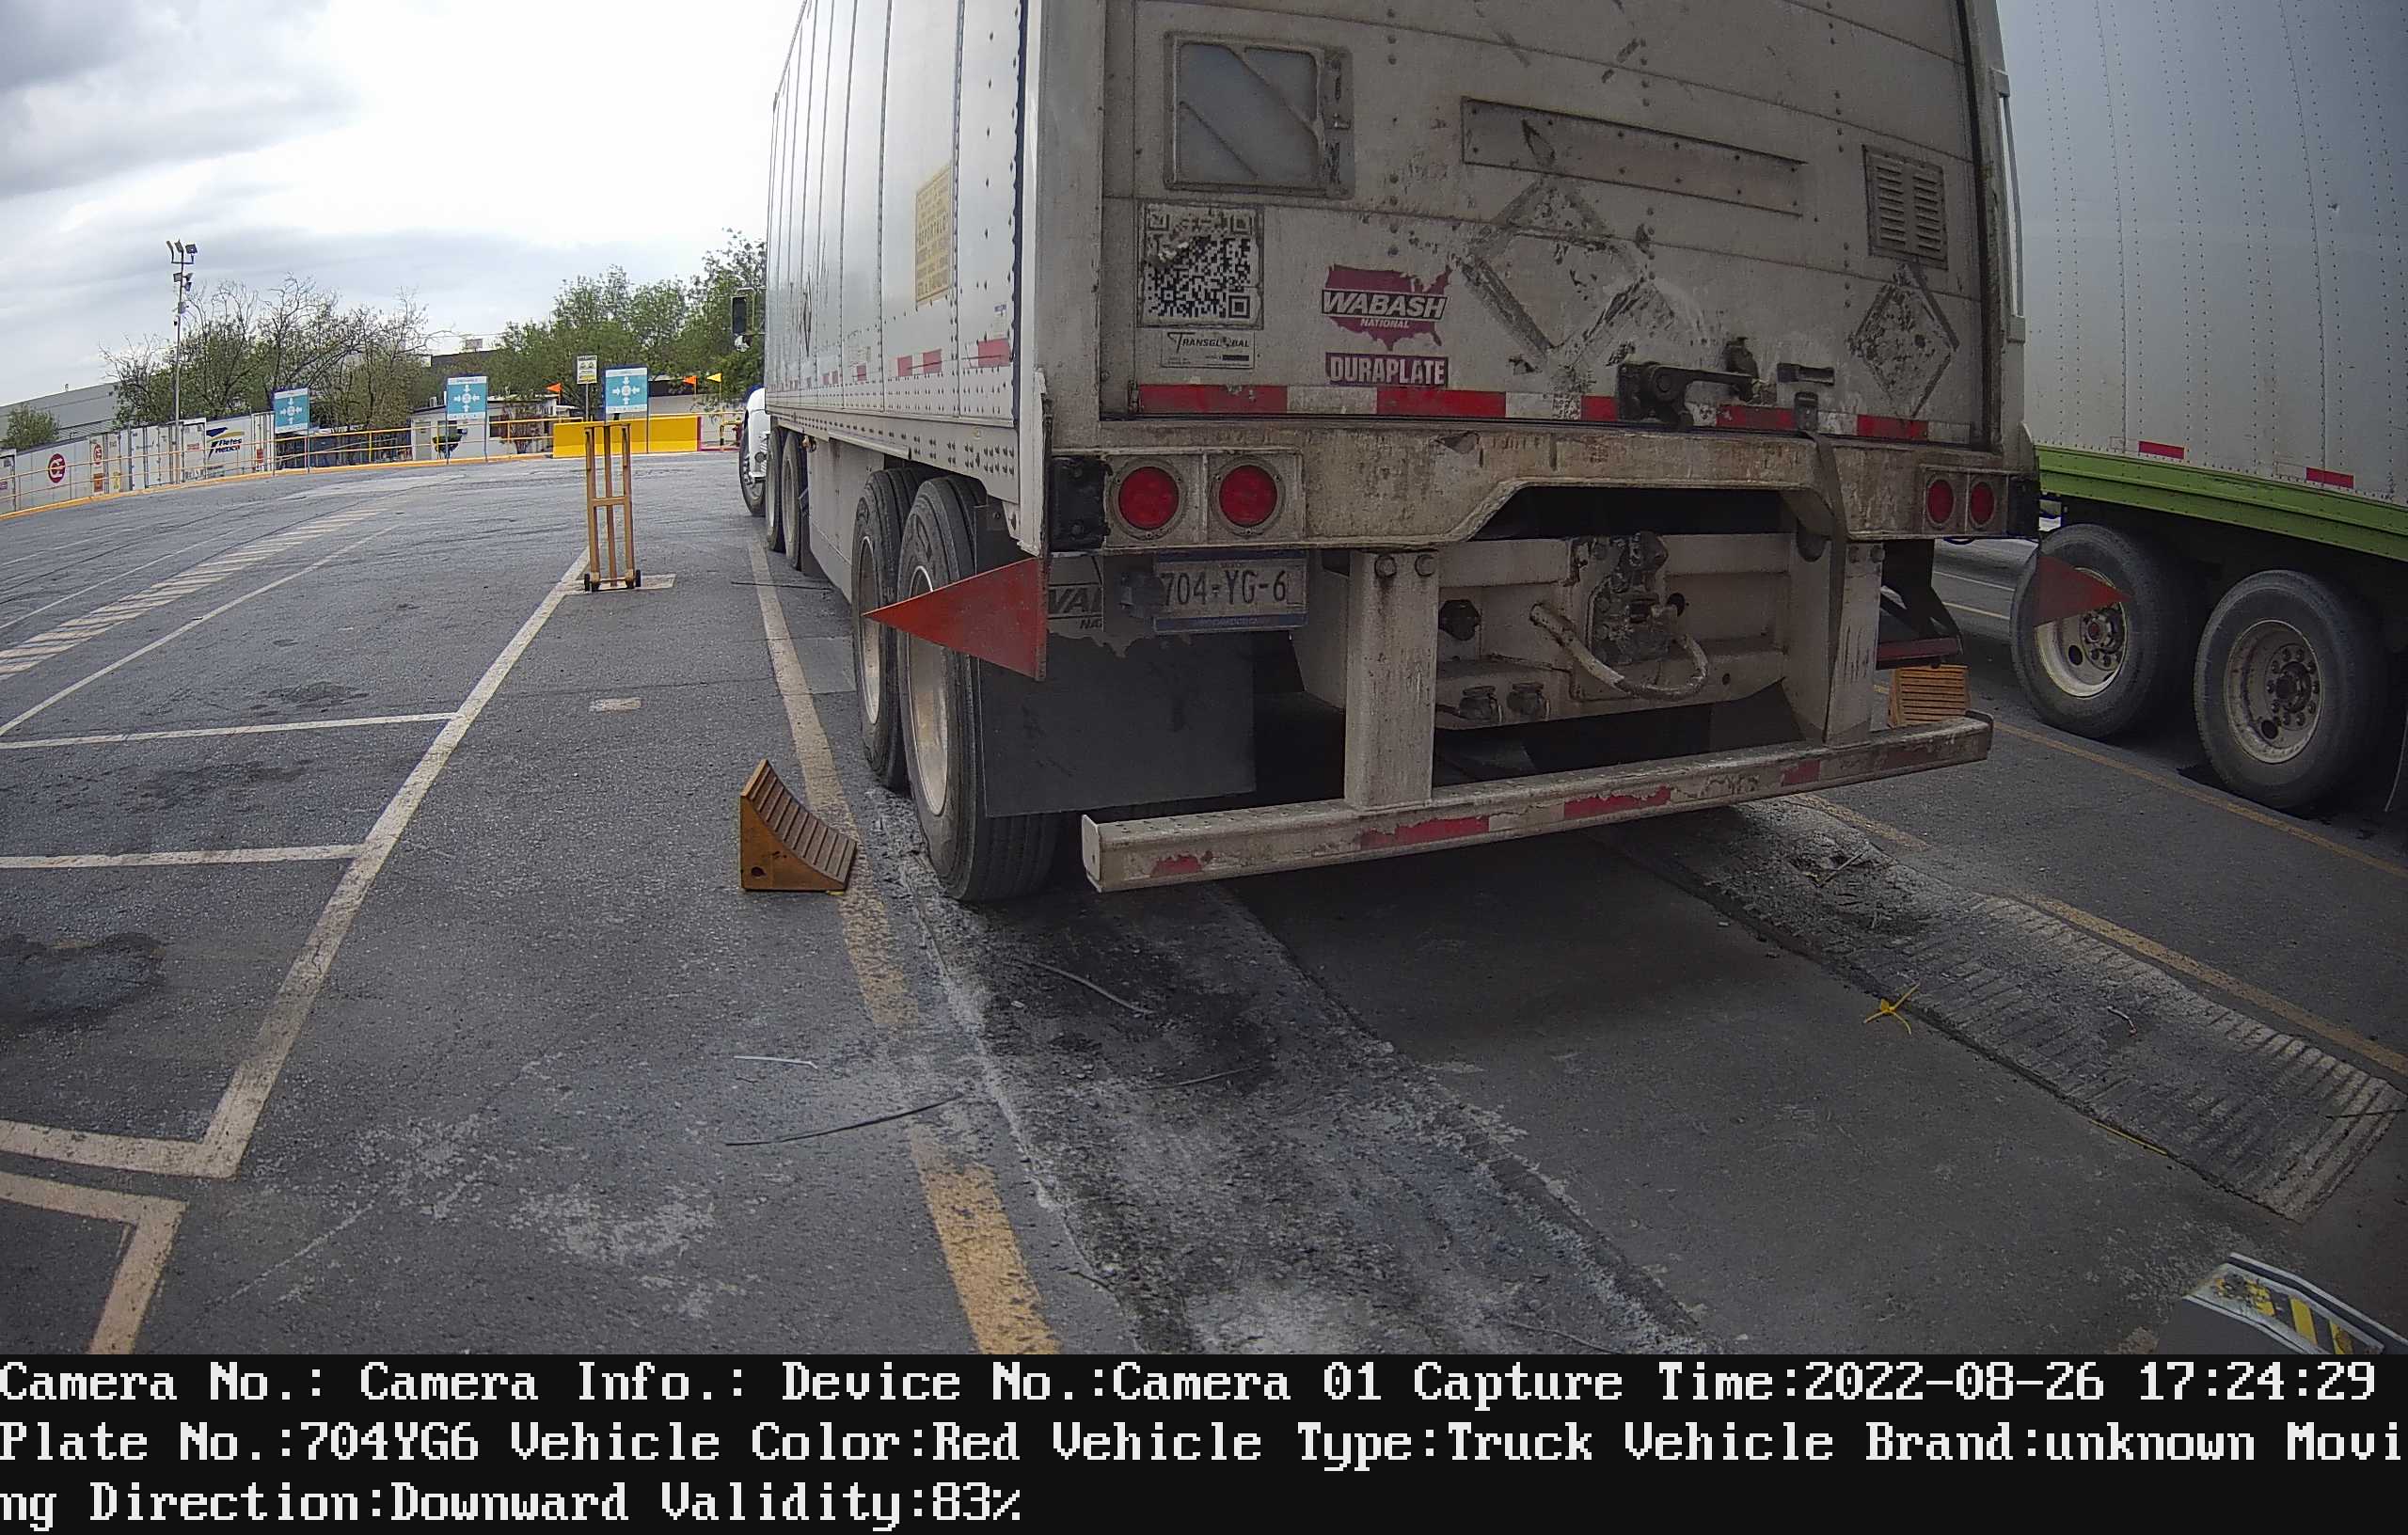 WABASH
NATIONAL
TRANSGLOBAL
DURAPLATE
Fletes
México
704-YG-6
Camera No.: Camera Info.: Device No.:Camera 01 Capture Time:2022-08-26 17:24:29
Plate No.:704YG6 Vehicle Color:Red Vehicle Type:Truck Vehicle Brand:unknown Movi
ng Direction:Downward Validity:83%